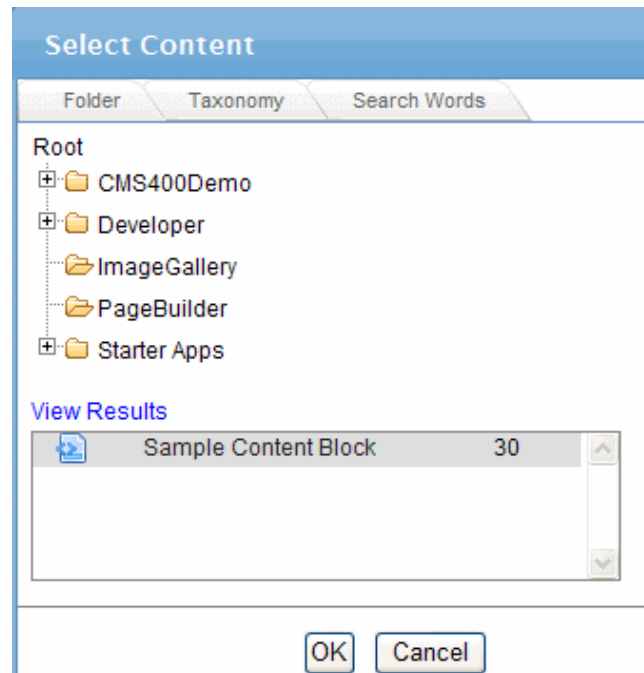 Select Content
Folder Taxonomy Search Words
Root
CMS400Demo
Developer
ImageGallery
PageBuilder
Starter Apps
View Results
Sample Content Block 30
OK Cancel